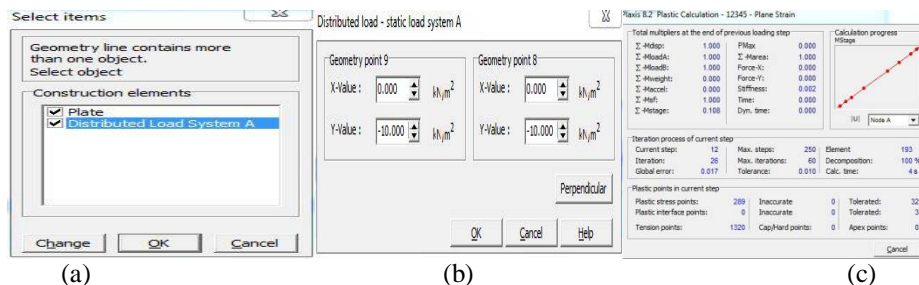 Select items
Geometry line contains more
than one object.
Select object
Construction elements
Plate
Distributed Load System A
Change OK Cancel
(a)
Distributed load - static load system A
Geometry point 9
X-Value : 0.000 kN/m²
Y-Value : -10.000 kN/m²
Geometry point 8
X-Value : 0.000 kN/m²
Y-Value : -10.000 kN/m²
Perpendicular
OK Cancel Help
(b)
Plaxis 8.2 Plastic Calculation - 12345 - Plane Strain
Total multipliers at the end of previous loading step
Σ -Mdisp: 1.000 PMax 0.000
Σ -MloadA: 1.000 Σ -Marea: 1.000
Σ -MloadB: 1.000 Force-X: 0.000
Σ -Mweight: 0.000 Force-Y: 0.000
Σ -Maccel: 0.000 Stiffness: 0.002
Σ -Msf: 1.000 Time: 0.000
Σ -Mstage: 0.108 Dyn. time: 0.000
Calculation progress
MStage
|U| Node A
Iteration process of current step
Current step: 12 Max. steps: 250 Element 193
Iteration: 26 Max. iterations: 60 Decomposition: 100 %
Global error: 0.017 Tolerance: 0.010 Calc. time: 4 s
Plastic points in current step
Plastic stress points: 289 Inaccurate 0 Tolerated: 32
Plastic interface points: 0 Inaccurate 0 Tolerated: 3
Tension points: 1320 Cap/Hard points: 0 Apex points: 0
Cancel
(c)